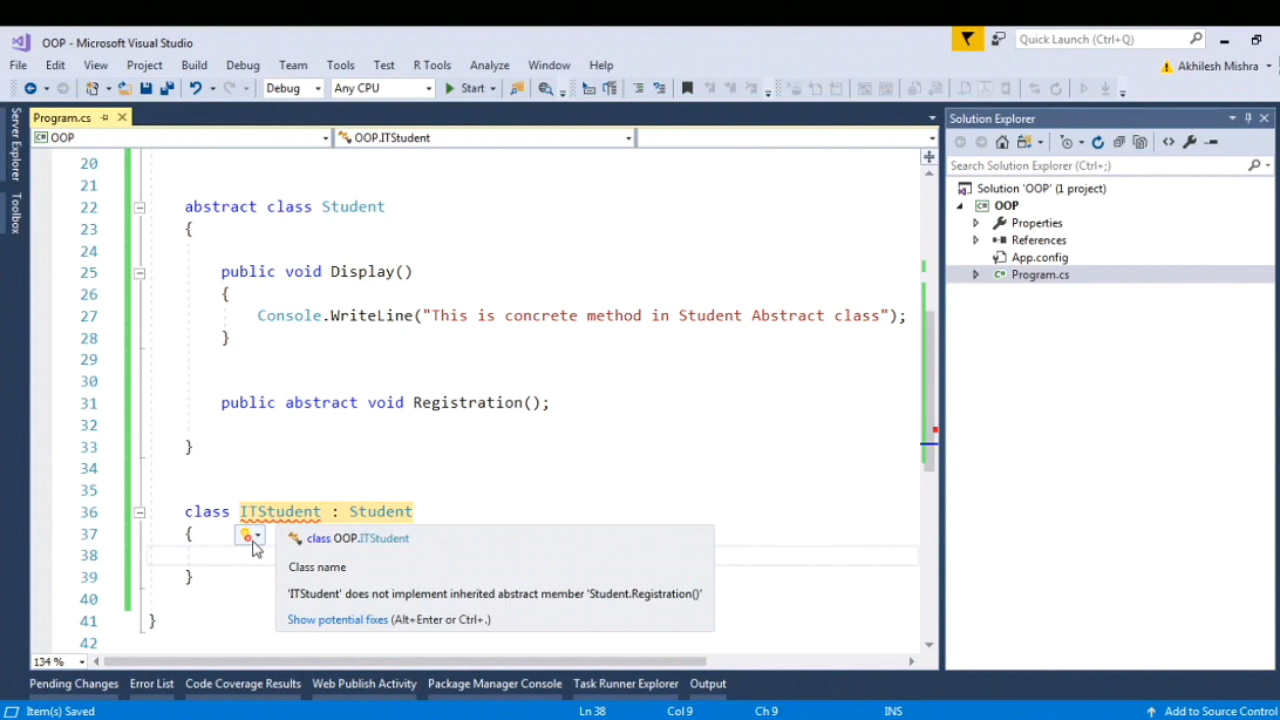 OOP - Microsoft Visual Studio
Quick Launch (Ctrl+Q)
File Edit View Project Build Debug Team Tools Test R Tools Analyze Window Help
Akhilesh Mishra
Debug Any CPU Start
Server Explorer
Toolbox
Program.cs
OOP OOP.ITStudent
20
21
22 abstract class Student
23 {
24
25 public void Display()
26 {
27 Console.WriteLine("This is concrete method in Student Abstract class");
28 }
29
30
31 public abstract void Registration();
32
33 }
34
35
36 class ITStudent : Student
37 {
38
39 }
40
41 }
42
class OOP.ITStudent
Class name
'ITStudent' does not implement inherited abstract member 'Student.Registration()'
Show potential fixes (Alt+Enter or Ctrl+.)
134 %
Solution Explorer
Search Solution Explorer (Ctrl+;)
Solution 'OOP' (1 project)
OOP
Properties
References
App.config
Program.cs
Pending Changes Error List Code Coverage Results Web Publish Activity Package Manager Console Task Runner Explorer Output
Item(s) Saved Ln 38 Col 9 Ch 9 INS Add to Source Control